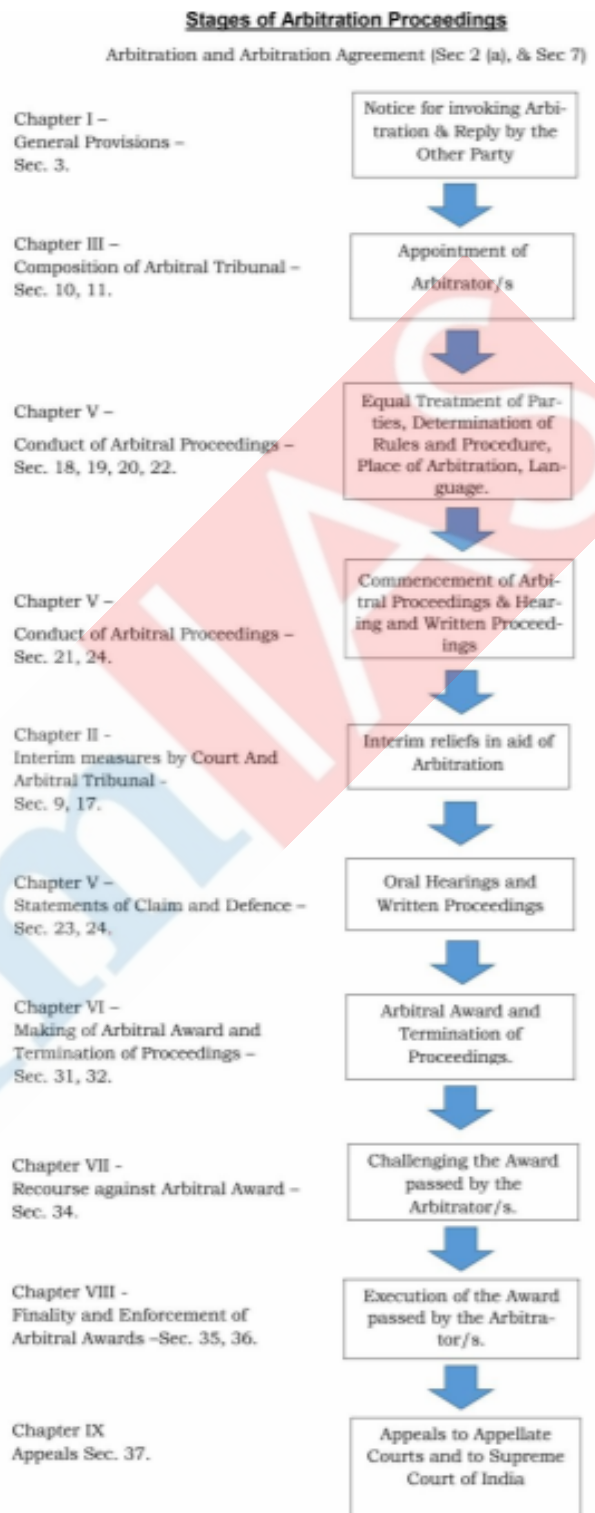 Stages of Arbitration Proceedings
Arbitration and Arbitration Agreement (Sec 2 (a), & Sec 7)
Chapter I –
General Provisions –
Sec. 3.
Notice for invoking Arbi-
tration & Reply by the
Other Party
Chapter III –
Composition of Arbitral Tribunal –
Sec. 10, 11.
Appointment of
Arbitrator/s
Chapter V –
Conduct of Arbitral Proceedings –
Sec. 18, 19, 20, 22.
Equal Treatment of Par-
ties, Determination of
Rules and Procedure,
Place of Arbitration, Lan-
guage.
Chapter V –
Conduct of Arbitral Proceedings –
Sec. 21, 24.
Commencement of Arbi-
tral Proceedings & Hear-
ing and Written Proceed-
ings
Chapter II -
Interim measures by Court And
Arbitral Tribunal -
Sec. 9, 17.
Interim reliefs in aid of
Arbitration
Chapter V –
Statements of Claim and Defence –
Sec. 23, 24.
Oral Hearings and
Written Proceedings
Chapter VI –
Making of Arbitral Award and
Termination of Proceedings –
Sec. 31, 32.
Arbitral Award and
Termination of
Proceedings.
Chapter VII -
Recourse against Arbitral Award –
Sec. 34.
Challenging the Award
passed by the
Arbitrator/s.
Chapter VIII -
Finality and Enforcement of
Arbitral Awards –Sec. 35, 36.
Execution of the Award
passed by the Arbitra-
tor/s.
Chapter IX
Appeals Sec. 37.
Appeals to Appellate
Courts and to Supreme
Court of India
IAS